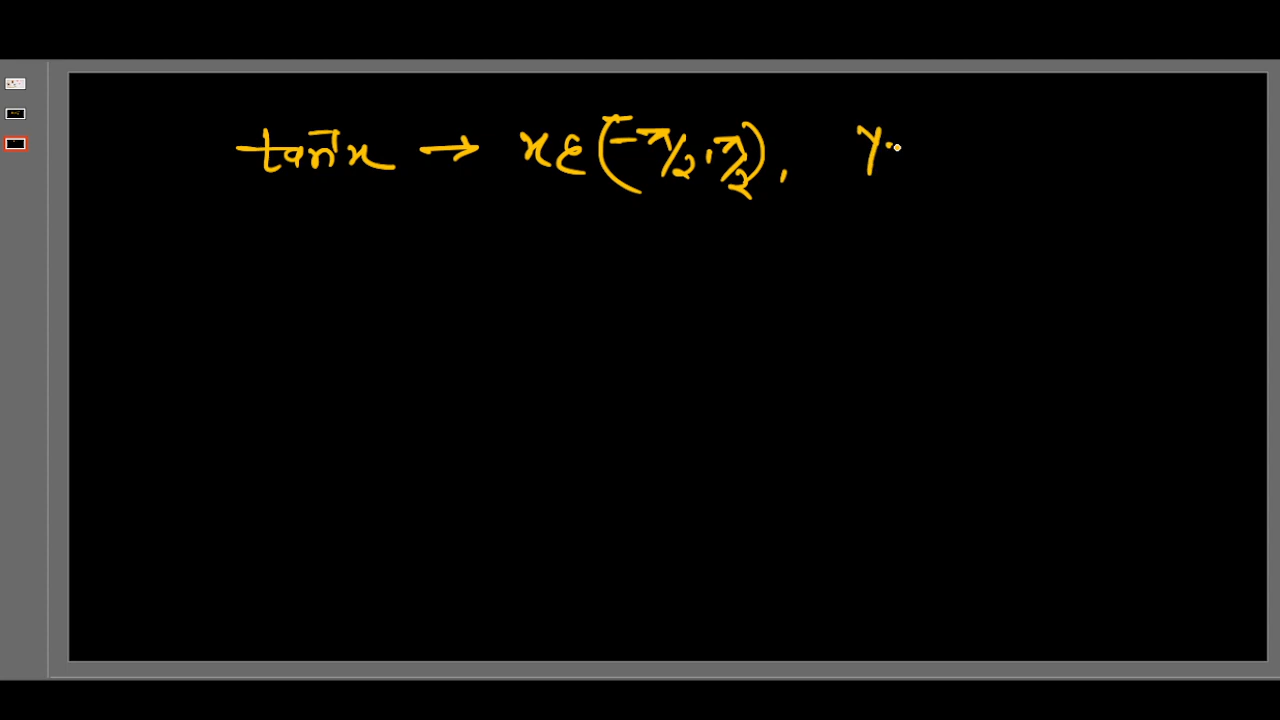 tan⁻¹x → x ∈ (-π/2, π/2), y